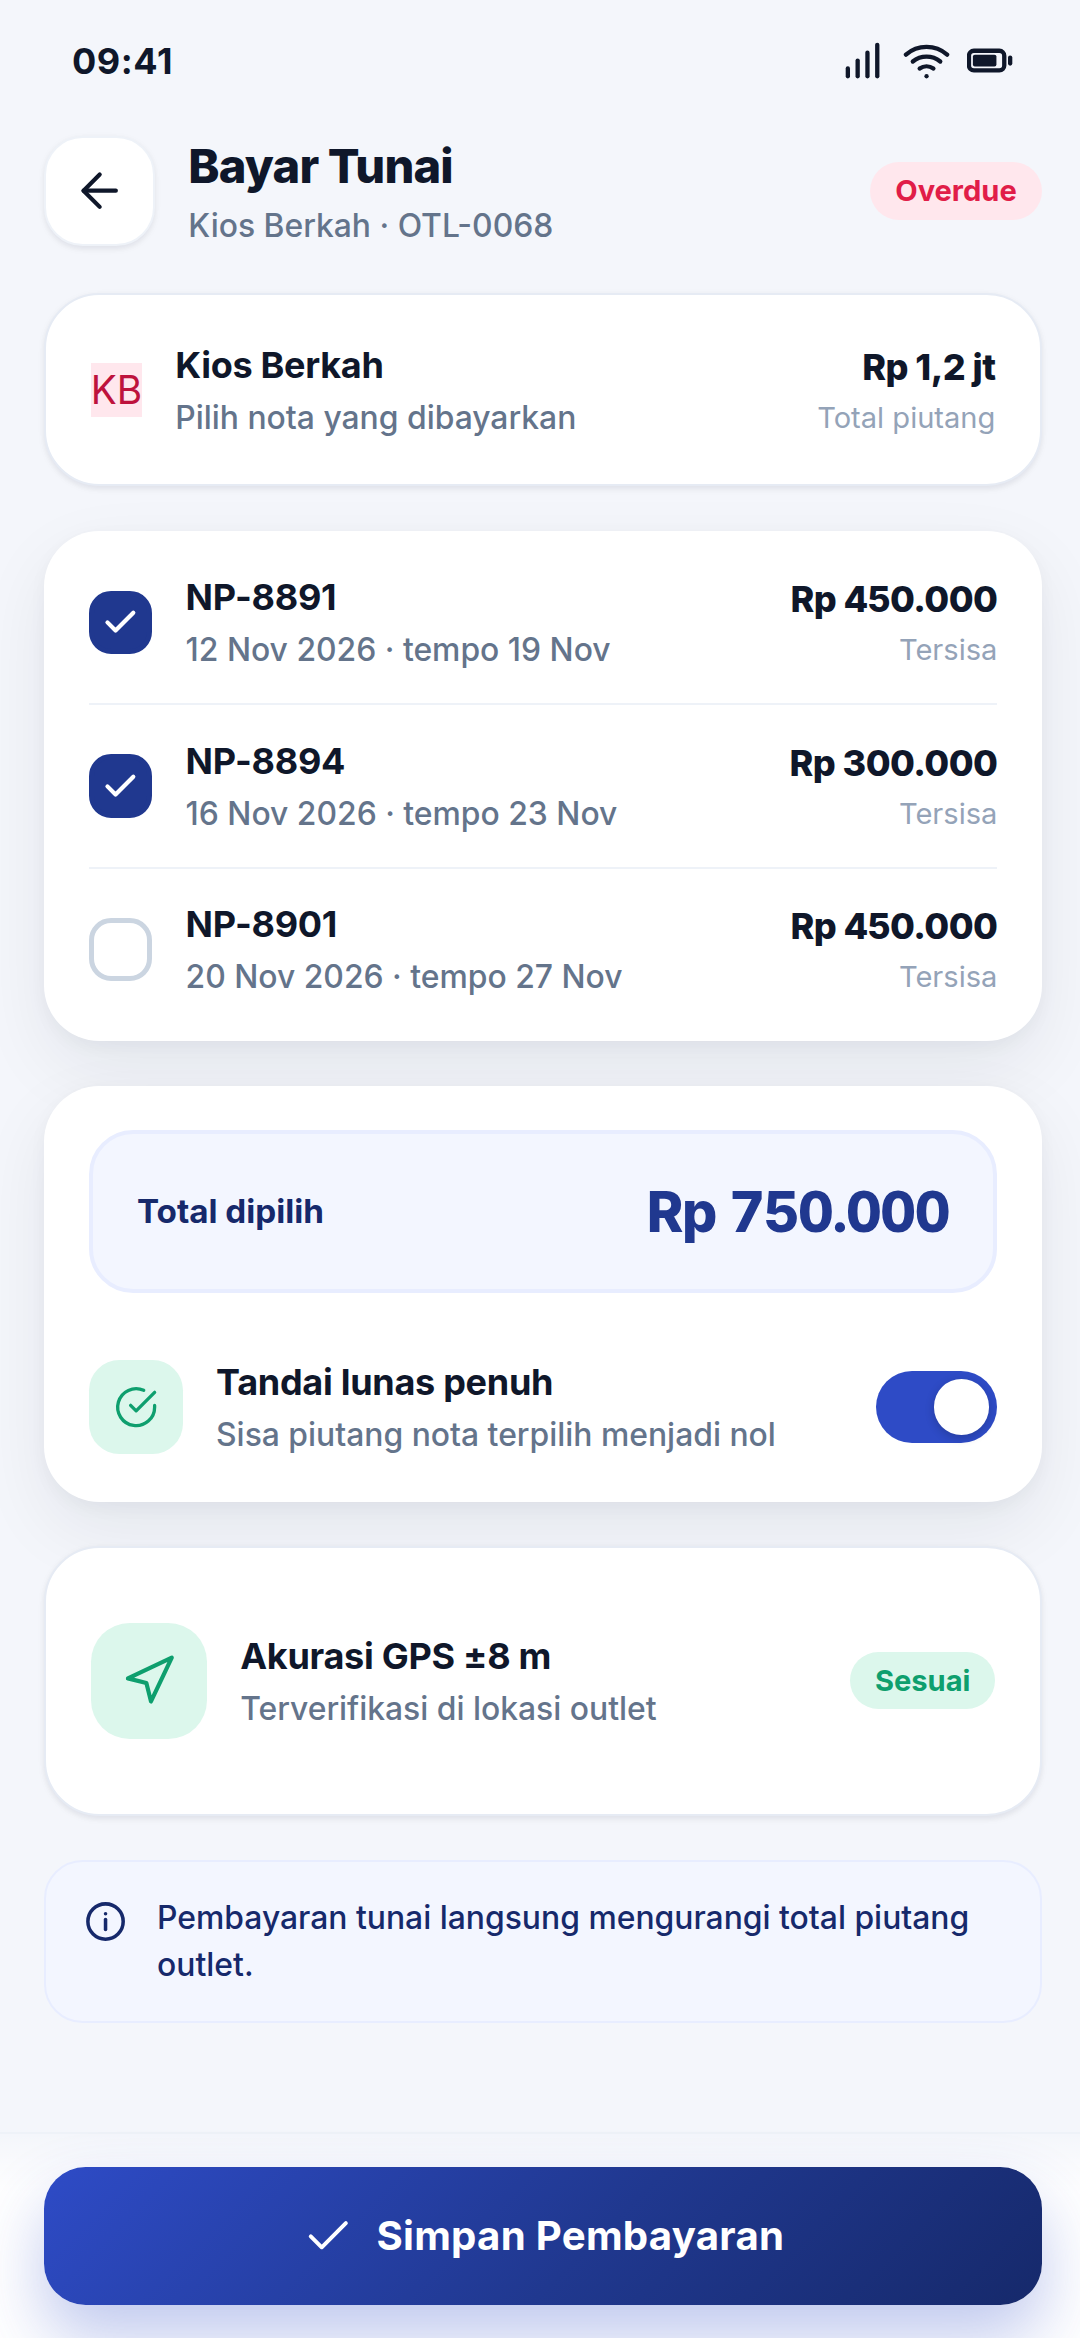 09:41
Bayar Tunai
Kios Berkah · OTL-0068
Overdue
KB
Kios Berkah
Pilih nota yang dibayarkan
Rp 1,2 jt
Total piutang
NP-8891
12 Nov 2026 · tempo 19 Nov
Rp 450.000
Tersisa
NP-8894
16 Nov 2026 · tempo 23 Nov
Rp 300.000
Tersisa
NP-8901
20 Nov 2026 · tempo 27 Nov
Rp 450.000
Tersisa
Total dipilih
Rp 750.000
Tandai lunas penuh
Sisa piutang nota terpilih menjadi nol
Akurasi GPS ±8 m
Terverifikasi di lokasi outlet
Sesuai
Pembayaran tunai langsung mengurangi total piutang
outlet.
Simpan Pembayaran